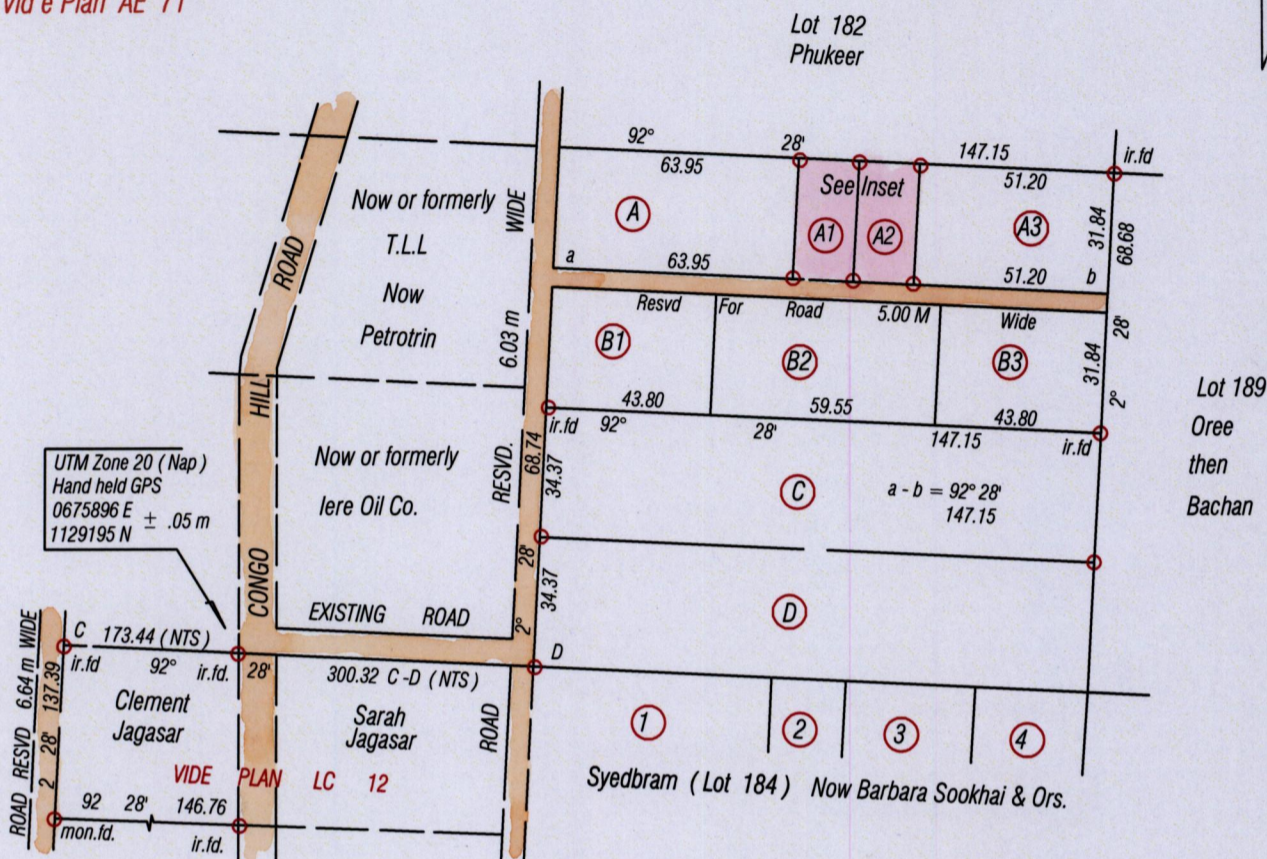 Vid e Plan AE 71
Lot 182
Phukeer
92° 28' 147.15
ir.fd
63.95
51.20
See Inset
A
A1
A2
A3
31.84
68.68
a
63.95
51.20
b
Now or formerly
T.L.L
Now
Petrotrin
WIDE
6.03 m
RESVD.
ROAD
CONGO HILL ROAD
Resvd For Road 5.00 M Wide
B1
B2
B3
31.84
2° 28'
43.80
59.55
43.80
ir.fd 92° 28' 147.15 ir.fd
Lot 189
Oree
then
Bachan
Now or formerly
Iere Oil Co.
68.74
34.37
34.37
2° 28'
C
a - b = 92° 28'
147.15
D
UTM Zone 20 ( Nap )
Hand held GPS
0675896 E
± .05 m
1129195 N
EXISTING ROAD
D
C
173.44 ( NTS )
ir.fd 92° ir.fd. 28'
300.32 C -D ( NTS )
ROAD RESVD 6.64 m WIDE
2 28' 137.39
Clement
Jagasar
Sarah
Jagasar
VIDE PLAN LC 12
92 28' 146.76
mon.fd.
ir.fd.
1
2
3
4
Syedbram ( Lot 184 ) Now Barbara Sookhai & Ors.